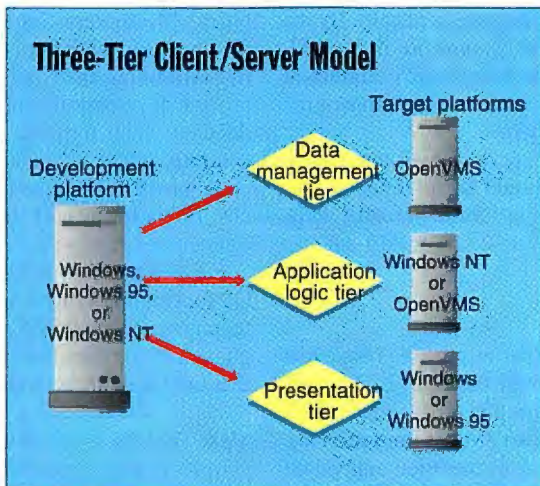 Three-Tier Client/Server Model
Target platforms
Development
platform
Windows,
Windows 95,
or
Windows NT
Data
management
tier
OpenVMS
Application
logic tier
Windows NT
or
OpenVMS
Presentation
tier
Windows
or
Windows 95